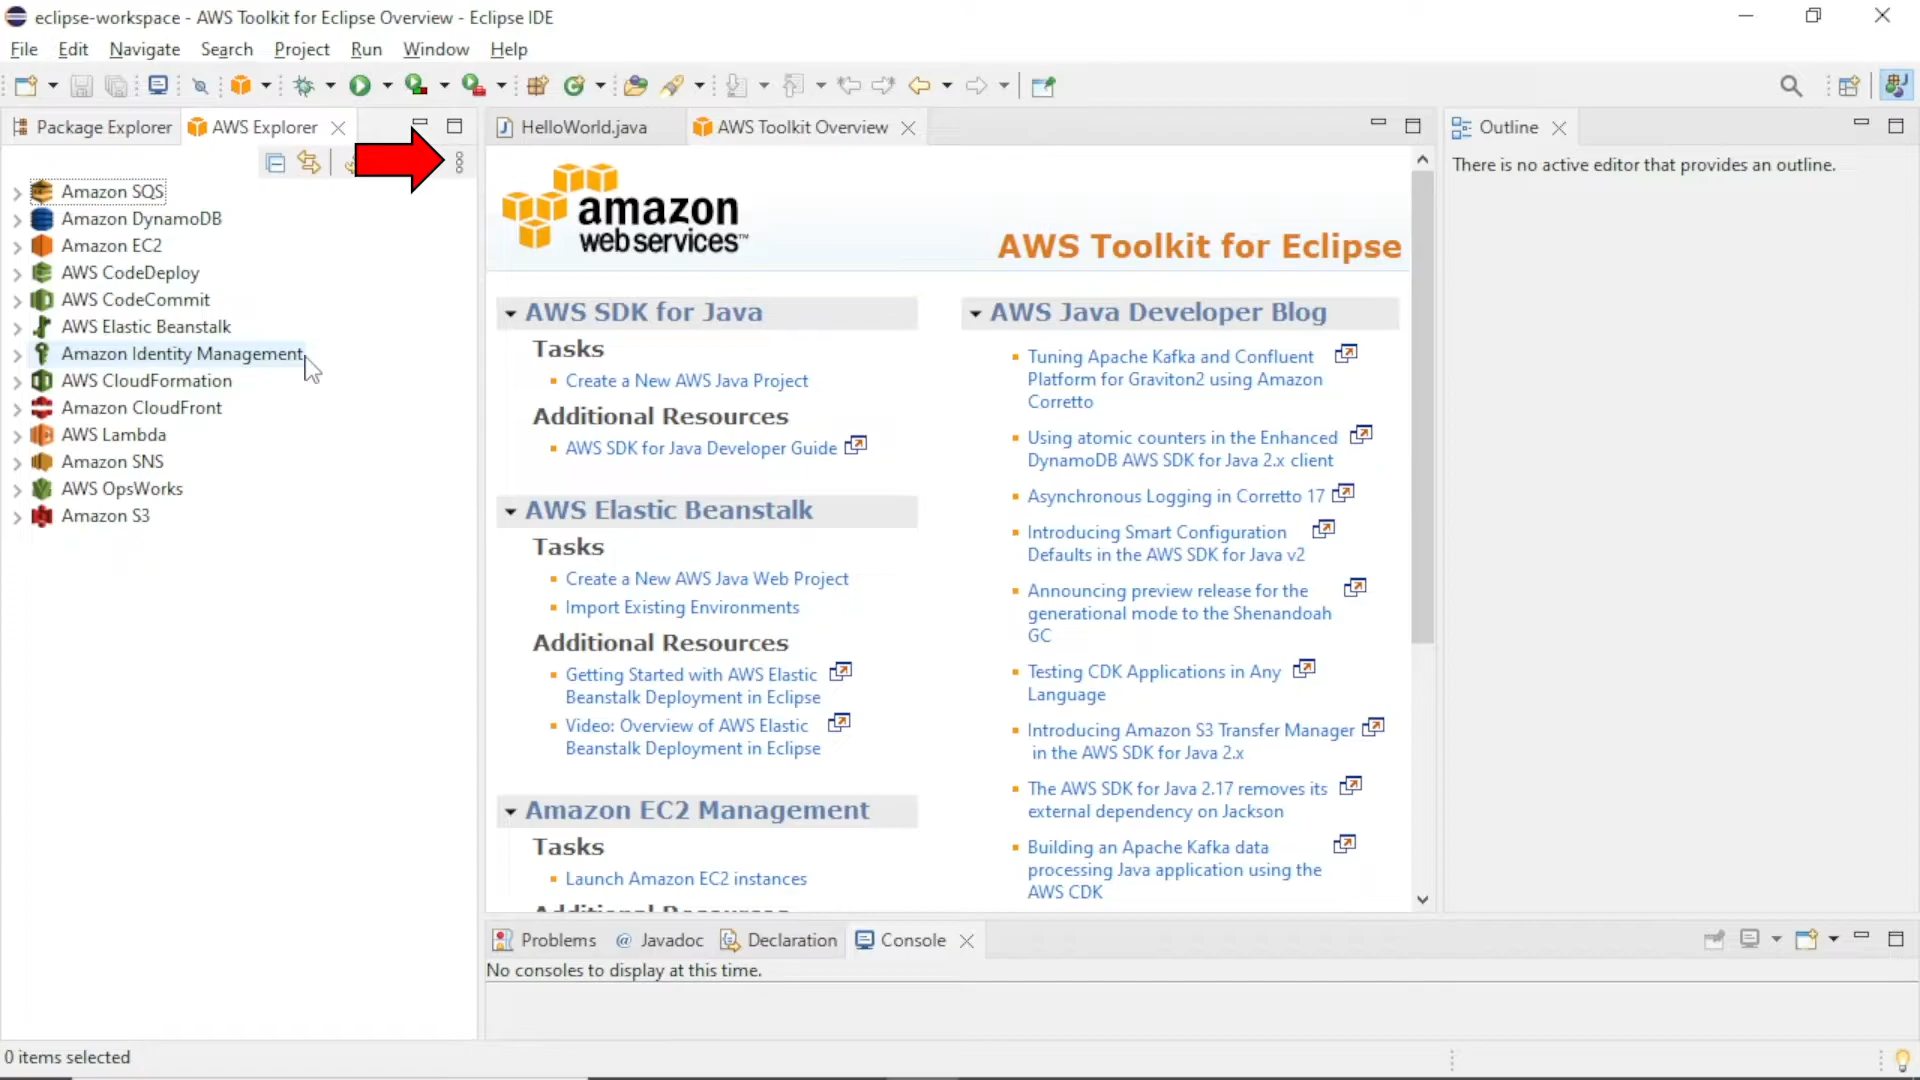 eclipse-workspace - AWS Toolkit for Eclipse Overview - Eclipse IDE
File Edit Navigate Search Project Run Window Help
Package Explorer
AWS Explorer
Amazon SQS
Amazon DynamoDB
Amazon EC2
AWS CodeDeploy
AWS CodeCommit
AWS Elastic Beanstalk
Amazon Identity Management
AWS CloudFormation
Amazon CloudFront
AWS Lambda
Amazon SNS
AWS OpsWorks
Amazon S3
HelloWorld.java
AWS Toolkit Overview
amazon
web services™
AWS Toolkit for Eclipse
AWS SDK for Java
Tasks
Create a New AWS Java Project
Additional Resources
AWS SDK for Java Developer Guide
AWS Elastic Beanstalk
Tasks
Create a New AWS Java Web Project
Import Existing Environments
Additional Resources
Getting Started with AWS Elastic
Beanstalk Deployment in Eclipse
Video: Overview of AWS Elastic
Beanstalk Deployment in Eclipse
Amazon EC2 Management
Tasks
Launch Amazon EC2 instances
Additional Resources
AWS Java Developer Blog
Tuning Apache Kafka and Confluent
Platform for Graviton2 using Amazon
Corretto
Using atomic counters in the Enhanced
DynamoDB AWS SDK for Java 2.x client
Asynchronous Logging in Corretto 17
Introducing Smart Configuration
Defaults in the AWS SDK for Java v2
Announcing preview release for the
generational mode to the Shenandoah
GC
Testing CDK Applications in Any
Language
Introducing Amazon S3 Transfer Manager
in the AWS SDK for Java 2.x
The AWS SDK for Java 2.17 removes its
external dependency on Jackson
Building an Apache Kafka data
processing Java application using the
AWS CDK
Outline
There is no active editor that provides an outline.
Problems
@ Javadoc
Declaration
Console
No consoles to display at this time.
0 items selected